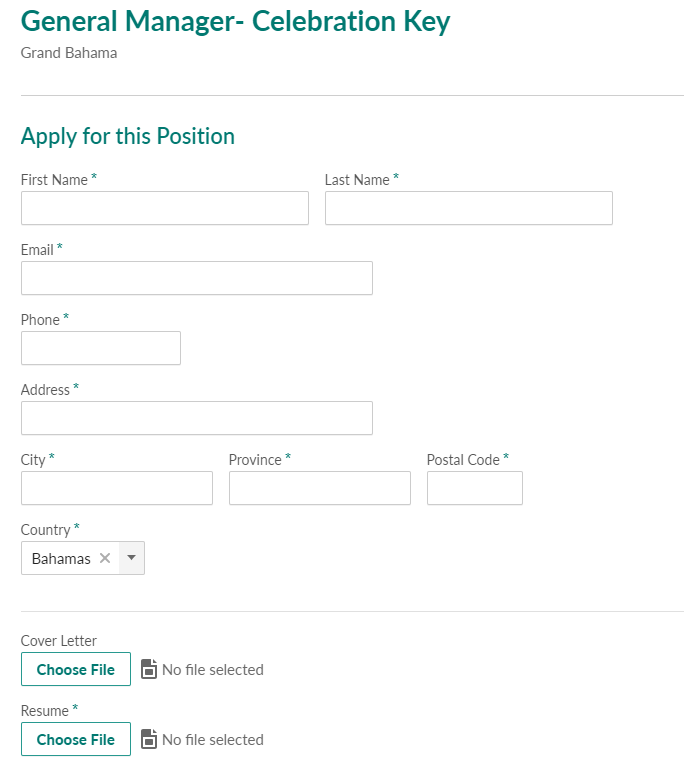 General Manager- Celebration Key
Grand Bahama
Apply for this Position
First Name * Last Name *
Email *
Phone *
Address *
City * Province * Postal Code *
Country *
Bahamas ×
Cover Letter
Choose File No file selected
Resume *
Choose File No file selected